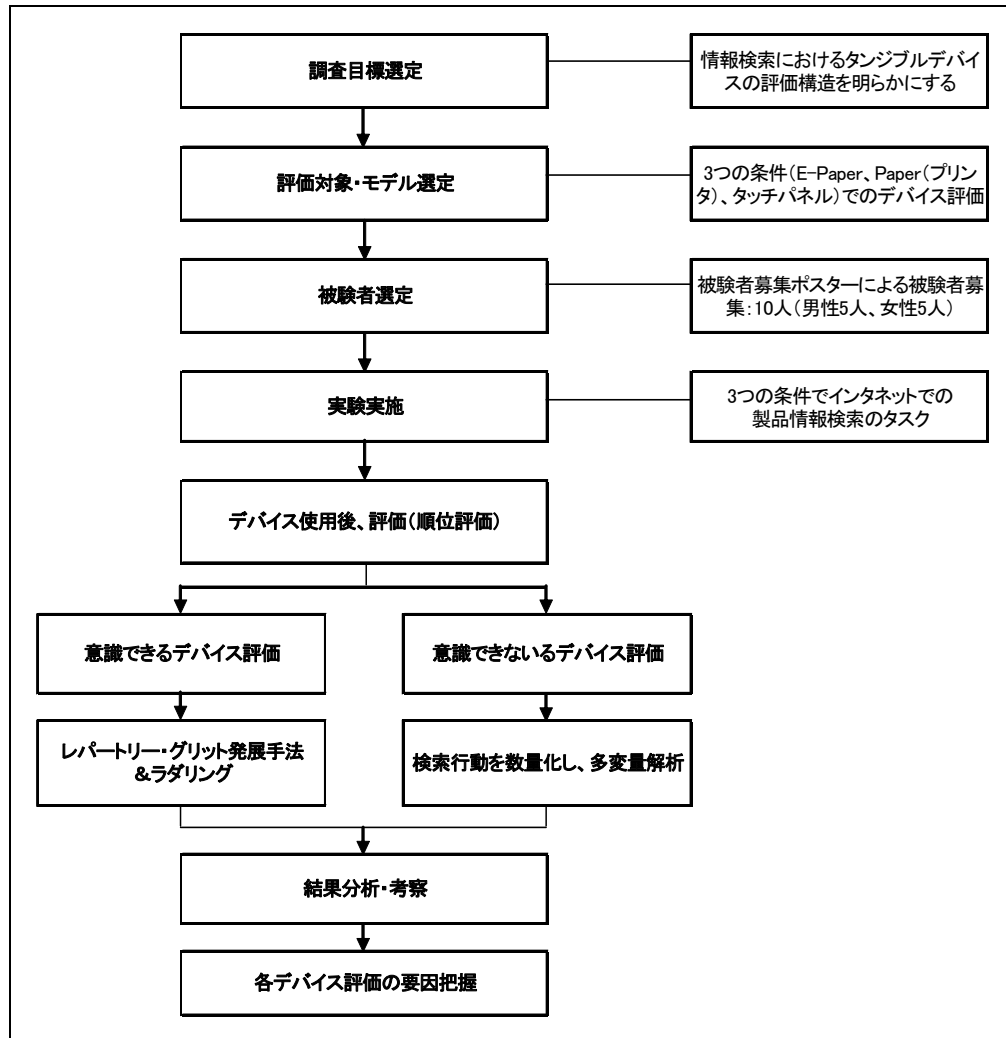 調査目標選定
情報検索におけるタンジブルデバイ
スの評価構造を明らかにする
評価対象・モデル選定
3つの条件(E-Paper、Paper(プリン
タ)、タッチパネル)でのデバイス評価
被験者選定
被験者募集ポスターによる被験者募
集:10人(男性5人、女性5人)
実験実施
3つの条件でインタネットでの
製品情報検索のタスク
デバイス使用後、評価(順位評価)
意識できるデバイス評価
意識できないるデバイス評価
レパートリー・グリット発展手法
&ラダリング
検索行動を数量化し、多変量解析
結果分析・考察
各デバイス評価の要因把握